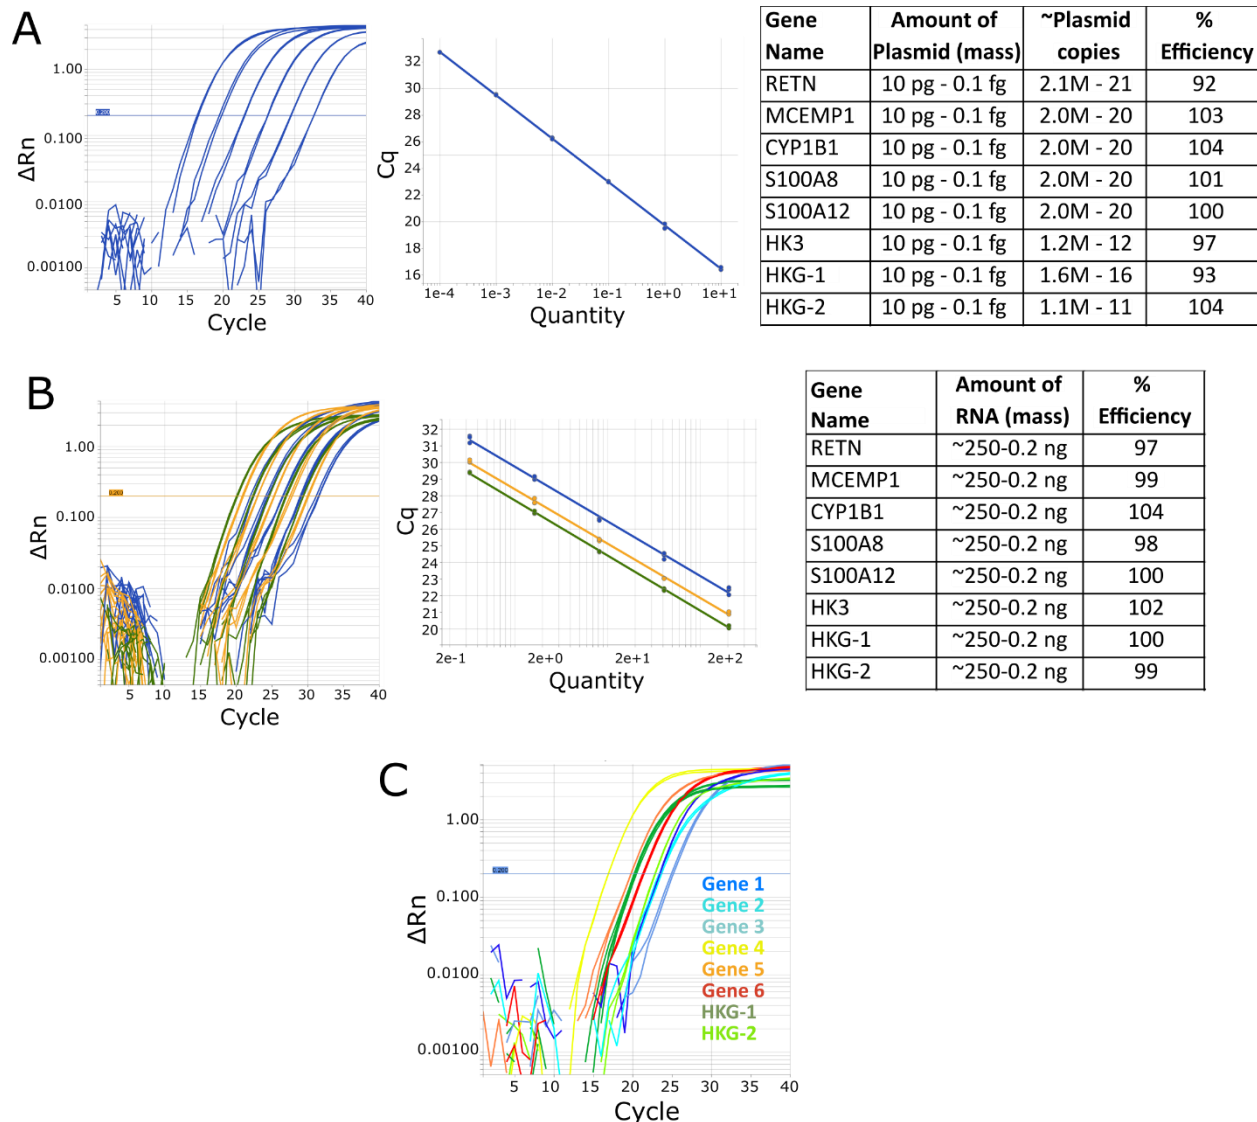 A
ΔRn
1.00
0.100
0.0100
0.00100
5 10 15 20 25 30 35 40
Cycle
Cq
32
30
28
26
24
22
20
18
16
1e-4 1e-3 1e-2 1e-1 1e+0 1e+1
Quantity
Gene Name | Amount of Plasmid (mass) | ~Plasmid copies | % Efficiency
RETN | 10 pg - 0.1 fg | 2.1M - 21 | 92
MCEMP1 | 10 pg - 0.1 fg | 2.0M - 20 | 103
CYP1B1 | 10 pg - 0.1 fg | 2.0M - 20 | 104
S100A8 | 10 pg - 0.1 fg | 2.0M - 20 | 101
S100A12 | 10 pg - 0.1 fg | 2.0M - 20 | 100
HK3 | 10 pg - 0.1 fg | 1.2M - 12 | 97
HKG-1 | 10 pg - 0.1 fg | 1.6M - 16 | 93
HKG-2 | 10 pg - 0.1 fg | 1.1M - 11 | 104
B
ΔRn
1.00
0.200
0.100
0.0100
0.00100
5 10 15 20 25 30 35 40
Cycle
Cq
32
31
30
29
28
27
26
25
24
23
22
21
20
2e-1 2e+0 2e+1 2e+2
Quantity
Gene Name | Amount of RNA (mass) | % Efficiency
RETN | ~250-0.2 ng | 97
MCEMP1 | ~250-0.2 ng | 99
CYP1B1 | ~250-0.2 ng | 104
S100A8 | ~250-0.2 ng | 98
S100A12 | ~250-0.2 ng | 100
HK3 | ~250-0.2 ng | 102
HKG-1 | ~250-0.2 ng | 100
HKG-2 | ~250-0.2 ng | 99
C
ΔRn
1.00
0.200
0.100
0.0100
0.00100
Gene 1
Gene 2
Gene 3
Gene 4
Gene 5
Gene 6
HKG-1
HKG-2
5 10 15 20 25 30 35 40
Cycle